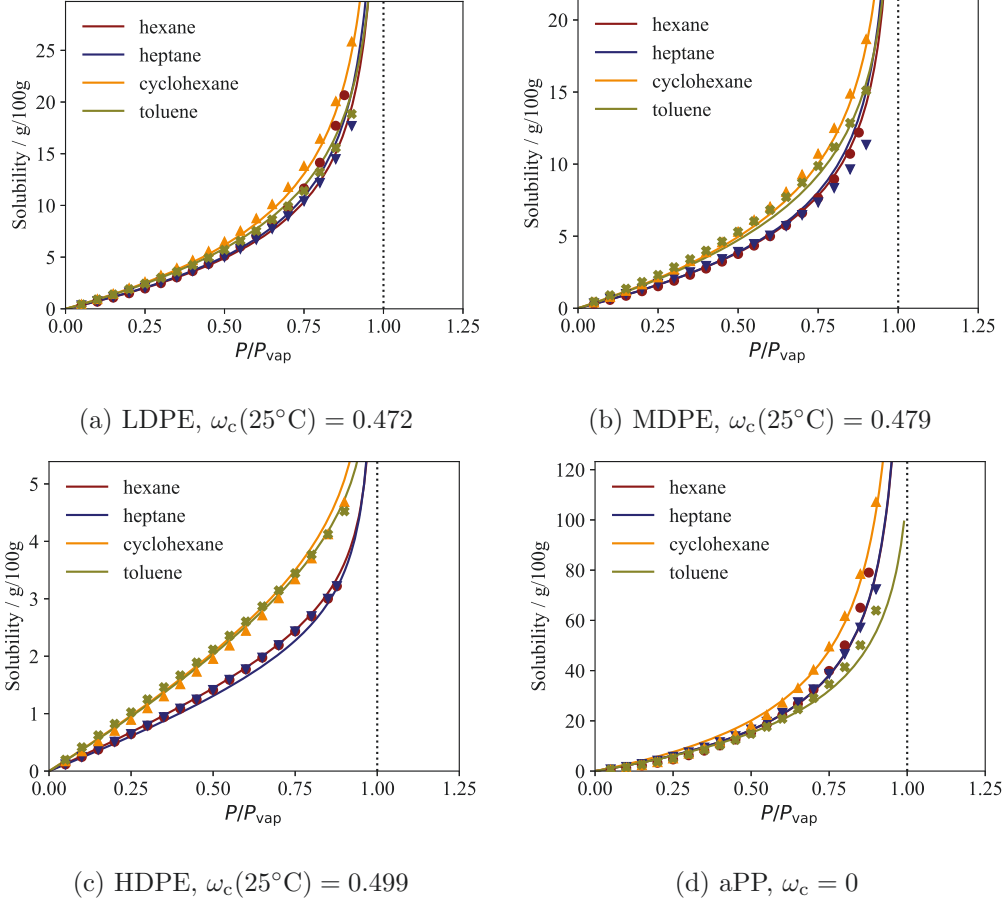 hexane
heptane
cyclohexane
toluene
Solubility / g/100g
25
20
15
10
5
0
0.00 0.25 0.50 0.75 1.00 1.25
P/Pvap
(a) LDPE, ωc(25°C) = 0.472
hexane
heptane
cyclohexane
toluene
Solubility / g/100g
20
15
10
5
0
0.00 0.25 0.50 0.75 1.00 1.25
P/Pvap
(b) MDPE, ωc(25°C) = 0.479
hexane
heptane
cyclohexane
toluene
Solubility / g/100g
5
4
3
2
1
0
0.00 0.25 0.50 0.75 1.00 1.25
P/Pvap
(c) HDPE, ωc(25°C) = 0.499
hexane
heptane
cyclohexane
toluene
Solubility / g/100g
120
100
80
60
40
20
0
0.00 0.25 0.50 0.75 1.00 1.25
P/Pvap
(d) aPP, ωc = 0